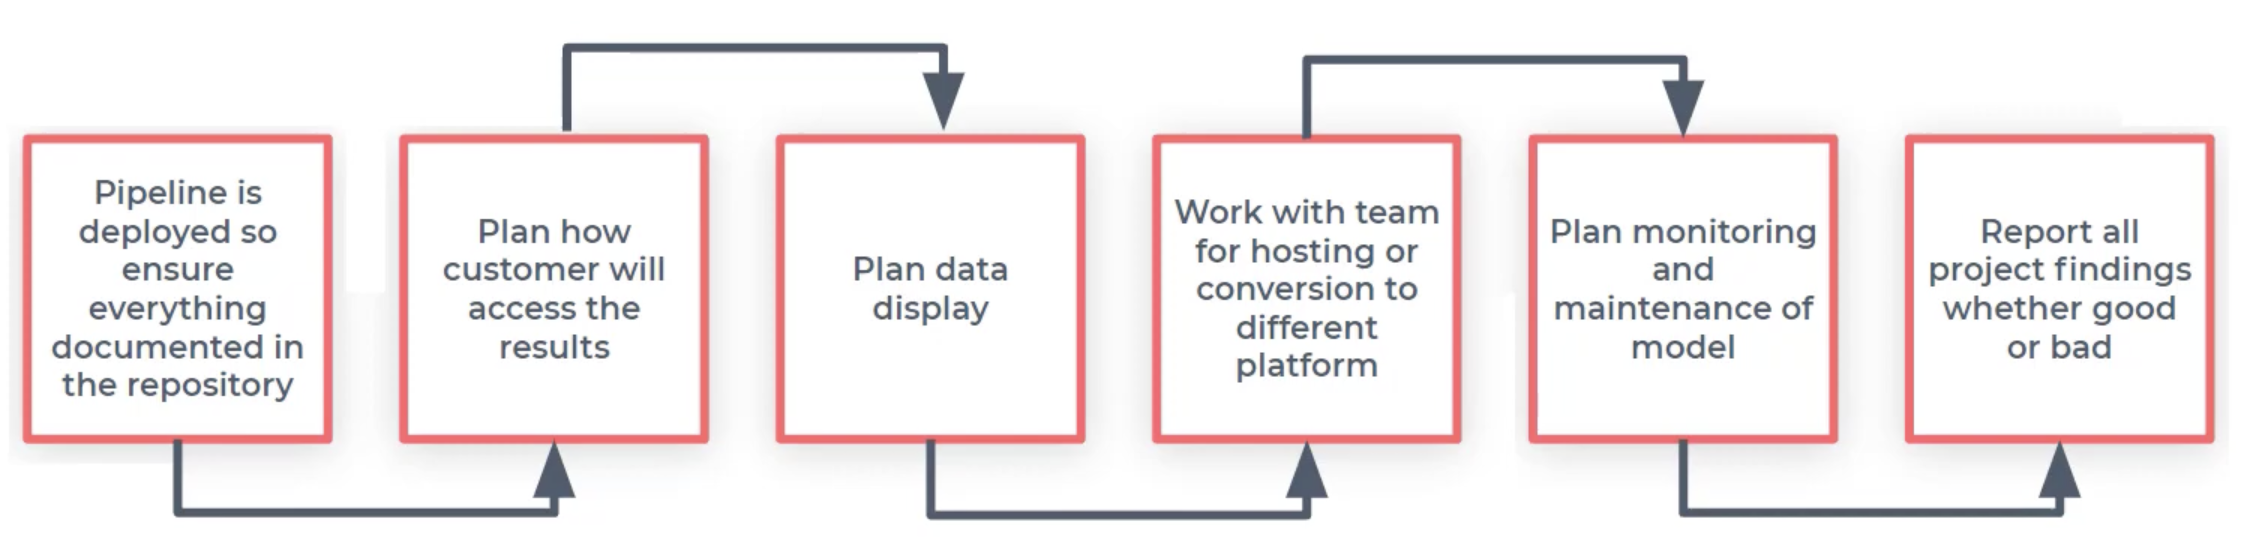 Pipeline is
deployed so
ensure
everything
documented in
the repository
Plan how
customer will
access the
results
Plan data
display
Work with team
for hosting or
conversion to
different
platform
Plan monitoring
and
maintenance of
model
Report all
project findings
whether good
or bad